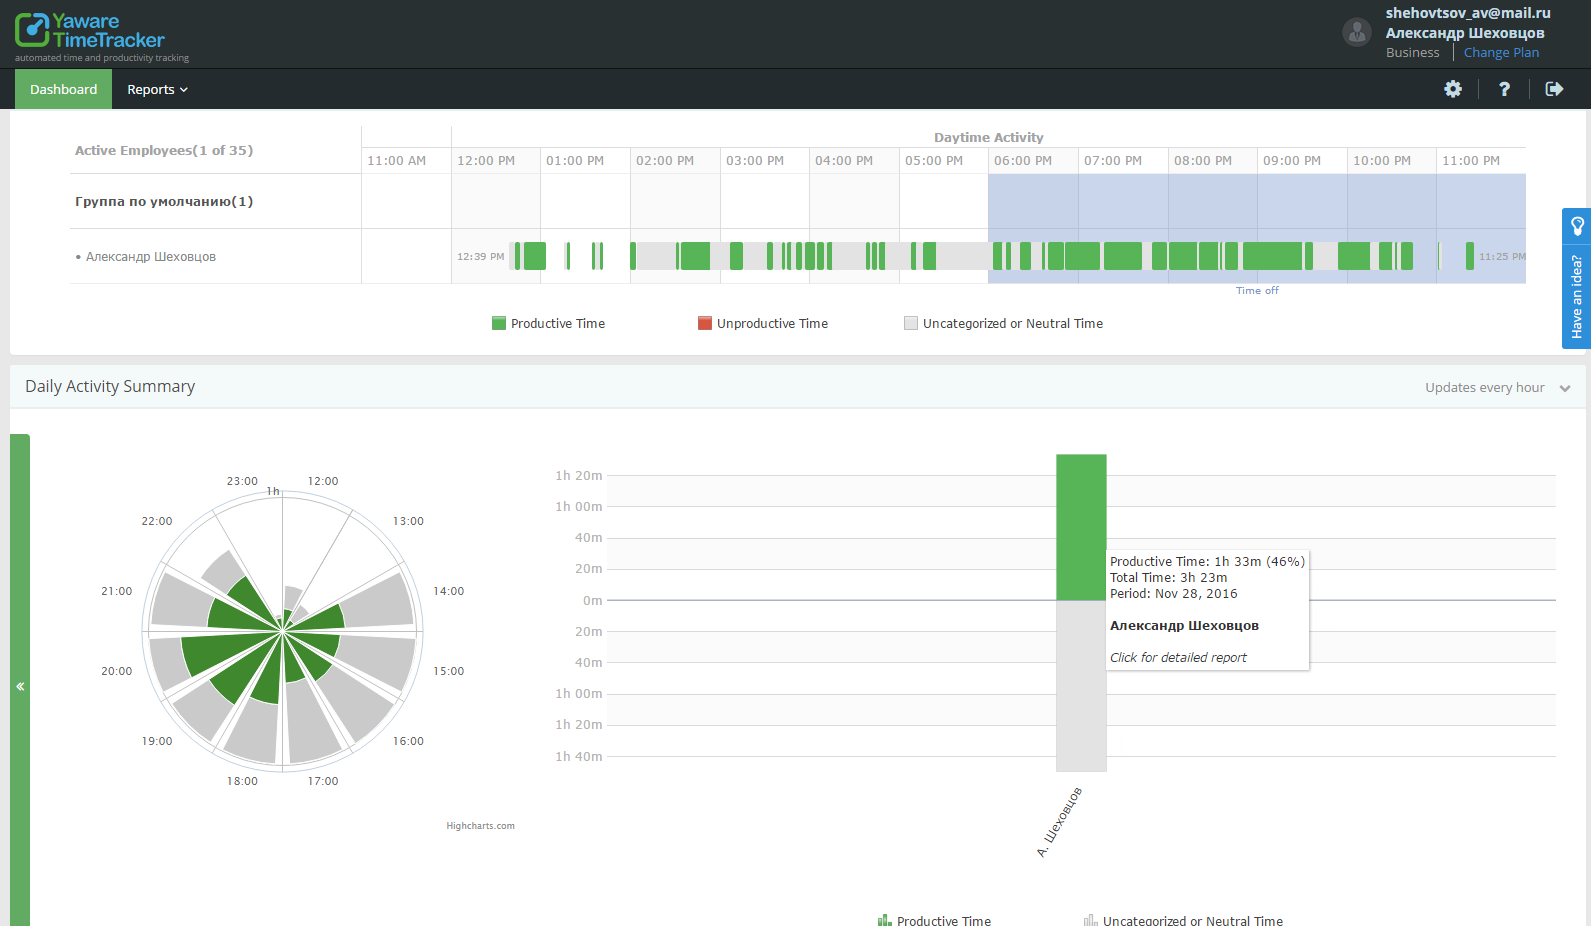 Yaware
TimeTracker
automated time and productivity tracking
shehovtsov_av@mail.ru
Александр Шеховцов
Business Change Plan
Dashboard Reports
?
Daytime Activity
Active Employees(1 of 35)
11:00 AM 12:00 PM 01:00 PM 02:00 PM 03:00 PM 04:00 PM 05:00 PM 06:00 PM 07:00 PM 08:00 PM 09:00 PM 10:00 PM 11:00 PM
Группа по умолчанию(1)
• Александр Шеховцов 12:39 PM 11:25 PM
Time off
Productive Time Unproductive Time Uncategorized or Neutral Time
Have an idea?
Daily Activity Summary Updates every hour
«
23:00 12:00
1h
22:00 13:00
21:00 14:00
20:00 15:00
19:00 16:00
18:00 17:00
Highcharts.com
1h 20m
1h 00m
40m
20m
0m
20m
40m
1h 00m
1h 20m
1h 40m
Productive Time: 1h 33m (46%)
Total Time: 3h 23m
Period: Nov 28, 2016
Александр Шеховцов
Click for detailed report
А. Шеховцов
Productive Time Uncategorized or Neutral Time